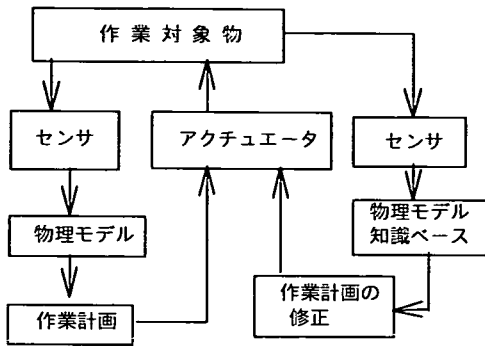 作業対象物
センサ
アクチュエータ
センサ
物理モデル
物理モデル
知識ベース
作業計画
作業計画の
修正